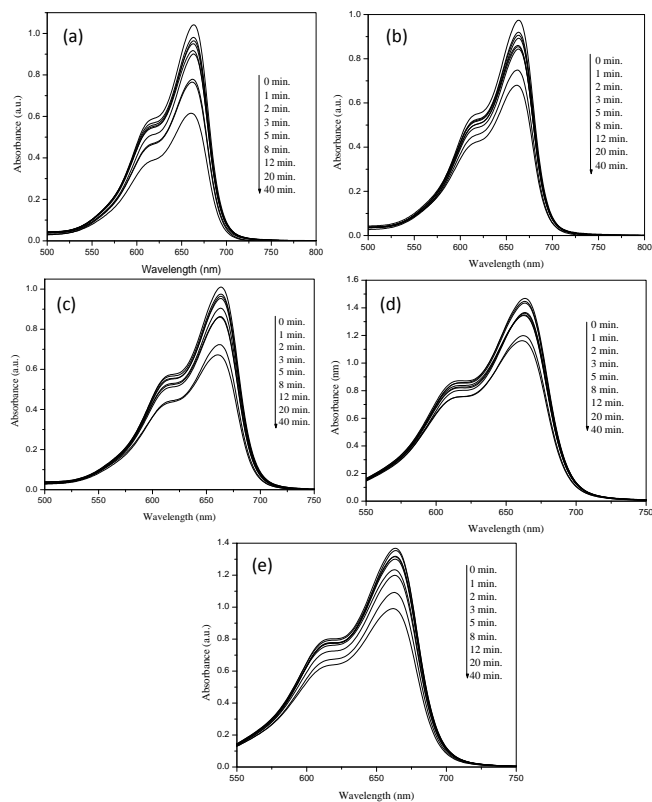 (a)
Absorbance (a.u.)
1.0
0.8
0.6
0.4
0.2
0.0
500 550 600 650 700 750 800
Wavelength (nm)
0 min.
1 min.
2 min.
3 min.
5 min.
8 min.
12 min.
20 min.
40 min.
(b)
Absorbance (a.u.)
1.0
0.8
0.6
0.4
0.2
0.0
500 550 600 650 700 750 800
Wavelength (nm)
0 min.
1 min.
2 min.
3 min.
5 min.
8 min.
12 min.
20 min.
40 min.
(c)
Absorbance (a.u.)
1.0
0.8
0.6
0.4
0.2
0.0
500 550 600 650 700 750
Wavelength (nm)
0 min.
1 min.
2 min.
3 min.
5 min.
8 min.
12 min.
20 min.
40 min.
(d)
Absorbance (nm)
1.6
1.4
1.2
1.0
0.8
0.6
0.4
0.2
0.0
550 600 650 700 750
Wavelength (nm)
0 min.
1 min.
2 min.
3 min.
5 min.
8 min.
12 min.
20 min.
40 min.
(e)
Absorbance (a.u.)
1.4
1.2
1.0
0.8
0.6
0.4
0.2
0.0
550 600 650 700 750
Wavelength (nm)
0 min.
1 min.
2 min.
3 min.
5 min.
8 min.
12 min.
20 min.
40 min.